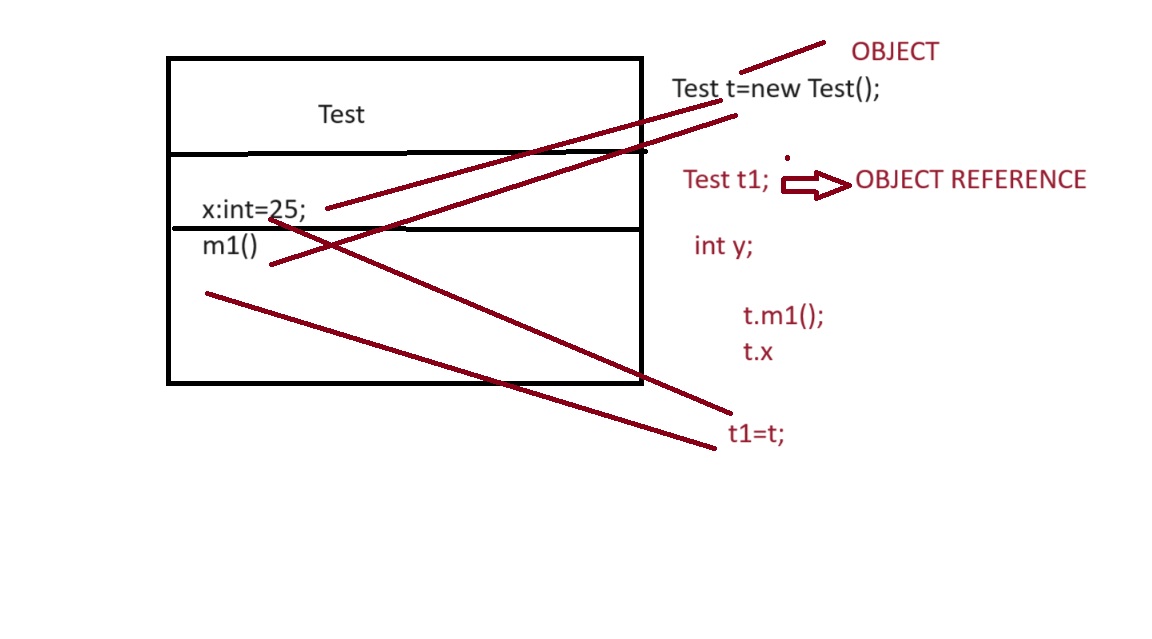 OBJECT
Test t=new Test();
Test
Test t1;
OBJECT REFERENCE
x:int=25;
m1()
int y;
t.m1();
t.x
t1=t;